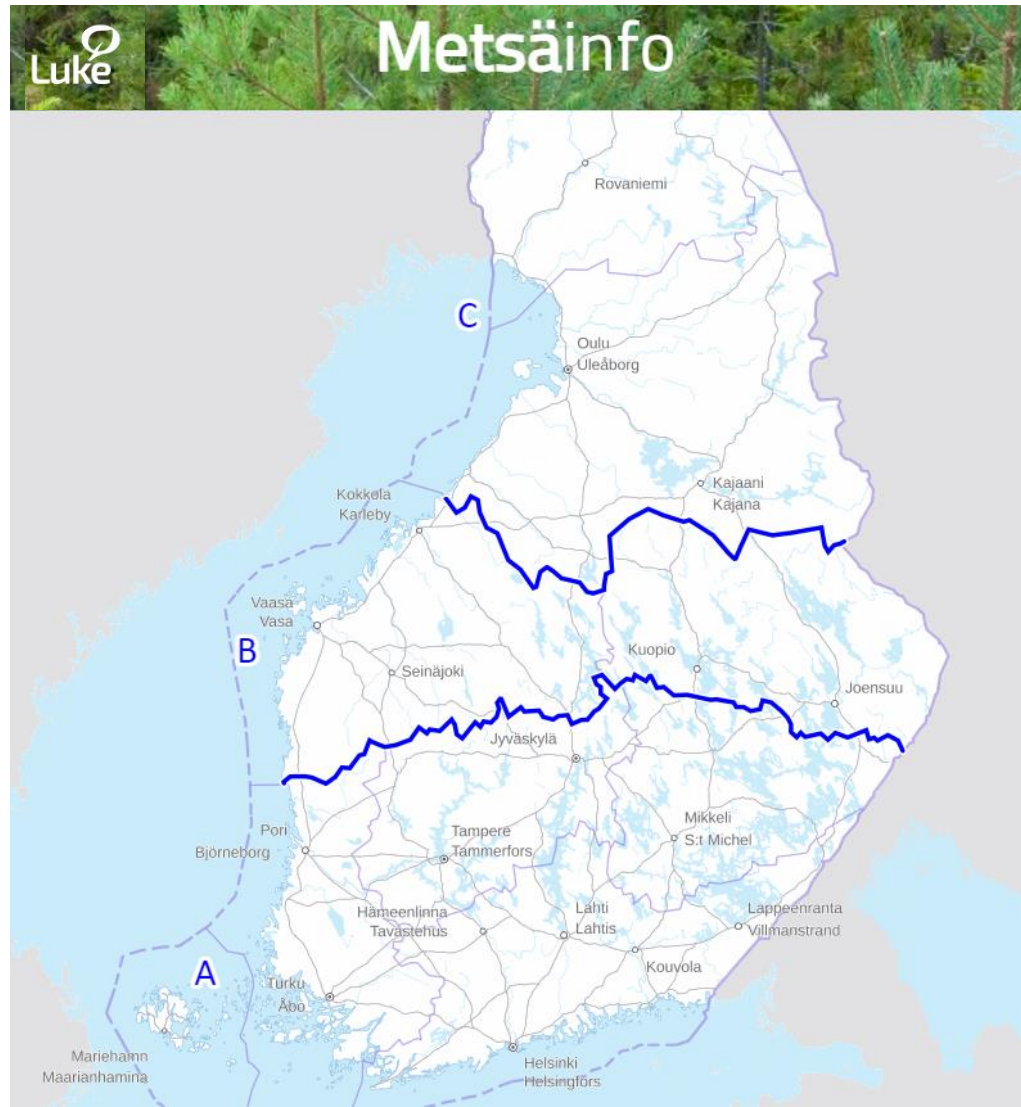 Luke
Metsäinfo
Rovaniemi
C
Oulu
Uleåborg
Kajaani
Kajana
Kokkola
Karleby
Vaasa
Vasa
B
Seinäjoki
Kuopio
Joensuu
Jyväskylä
Pori
Björneborg
Tampere
Tammerfors
Mikkeli
S:t Michel
Hämeenlinna
Tavastehus
Lahti
Lahtis
Lappeenranta
Villmanstrand
Kouvola
A
Turku
Åbo
Mariehamn
Maarianhamina
Helsinki
Helsingfors